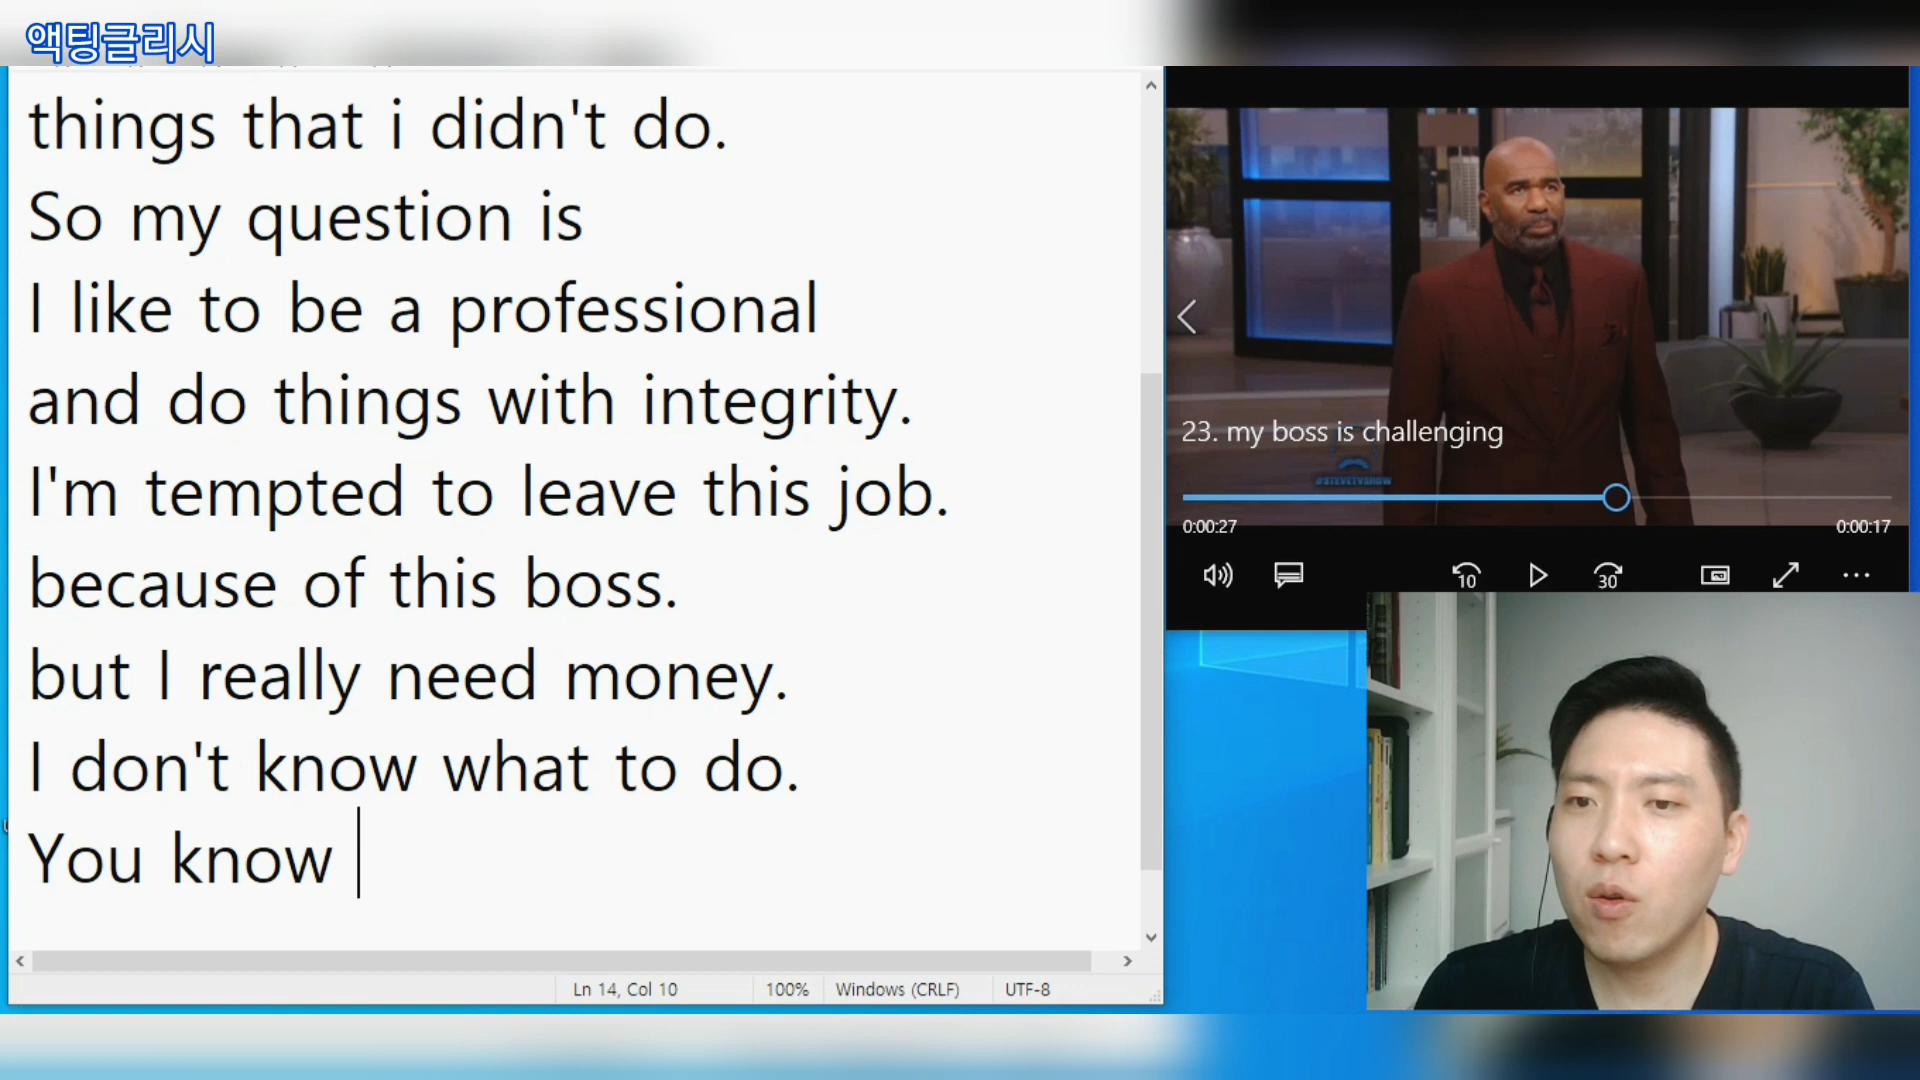 액팅글리시
things that i didn't do.
So my question is
I like to be a professional
and do things with integrity.
I'm tempted to leave this job.
because of this boss.
but I really need money.
I don't know what to do.
You know
Ln 14, Col 10
100%
Windows (CRLF)
UTF-8
23. my boss is challenging
#STEVETVSHOW
0:00:27
0:00:17
10
30